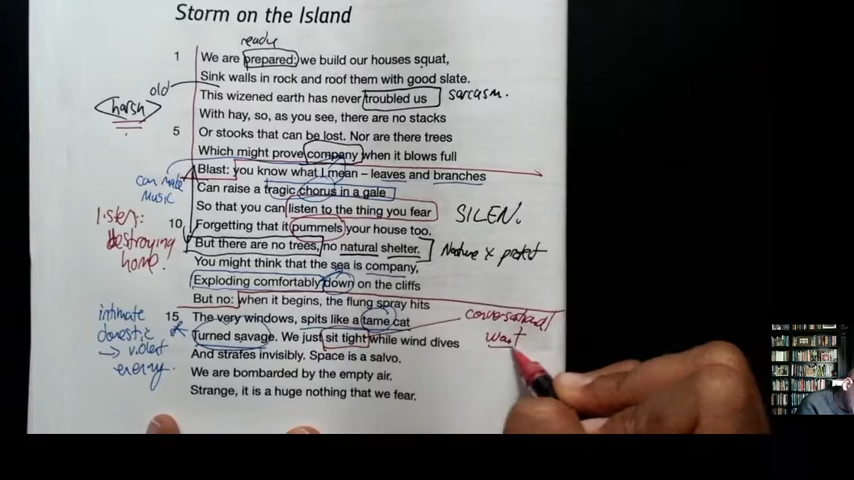 Storm on the Island
ready
1 We are prepared: we build our houses squat,
Sink walls in rock and roof them with good slate.
old
This wizened earth has never troubled us
sarcasm.
harsh
With hay, so, as you see, there are no stacks
5 Or stooks that can be lost. Nor are there trees
Which might prove company when it blows full
Blast: you know what I mean – leaves and branches
can make
music
Can raise a tragic chorus in a gale
So that you can listen to the thing you fear
SILEN.
listen:
destroying
home.
10 Forgetting that it pummels your house too.
But there are no trees, no natural shelter.
Nature x protect
You might think that the sea is company,
Exploding comfortably down on the cliffs
But no: when it begins, the flung spray hits
15 The very windows, spits like a tame cat
conversational
wait
intimate
domestic
→ violent
energy.
Turned savage. We just sit tight while wind dives
And strafes invisibly. Space is a salvo.
We are bombarded by the empty air.
Strange, it is a huge nothing that we fear.